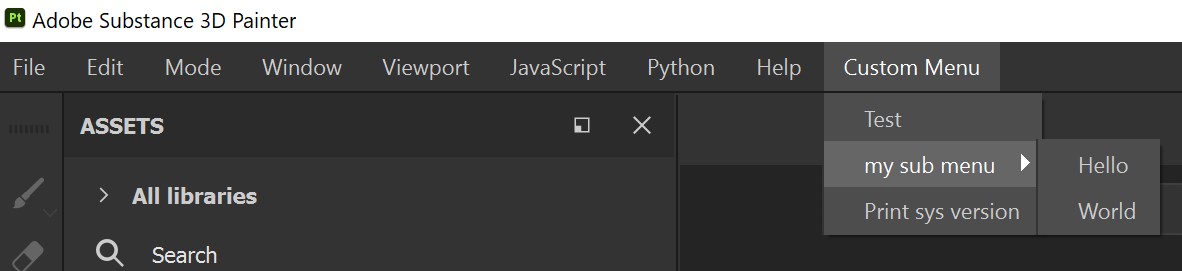 Pt Adobe Substance 3D Painter
File Edit Mode Window Viewport JavaScript Python Help Custom Menu
ASSETS
Test
my sub menu
Hello
All libraries
Print sys version
World
Search